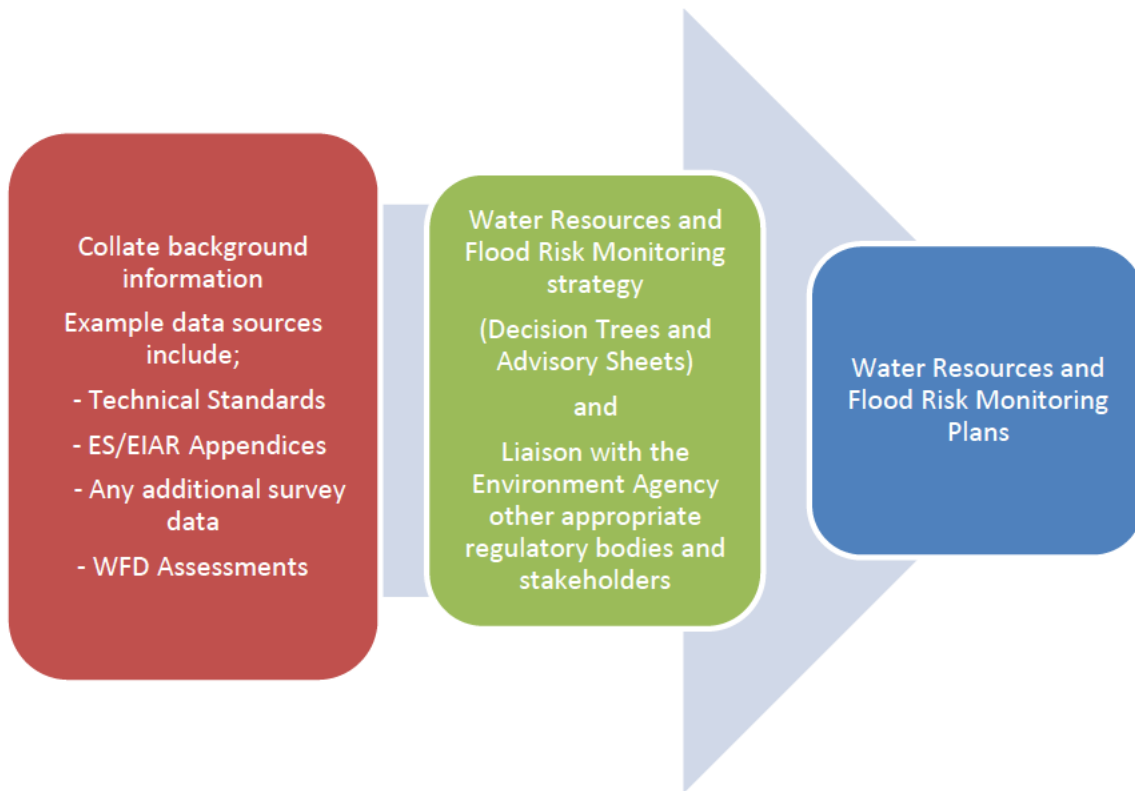 Collate background
information
Example data sources
include;
- Technical Standards
- ES/EIAR Appendices
- Any additional survey
data
- WFD Assessments
Water Resources and
Flood Risk Monitoring
strategy
(Decision Trees and
Advisory Sheets)
and
Liaison with the
Environment Agency
other appropriate
regulatory bodies and
stakeholders
Water Resources and
Flood Risk Monitoring
Plans